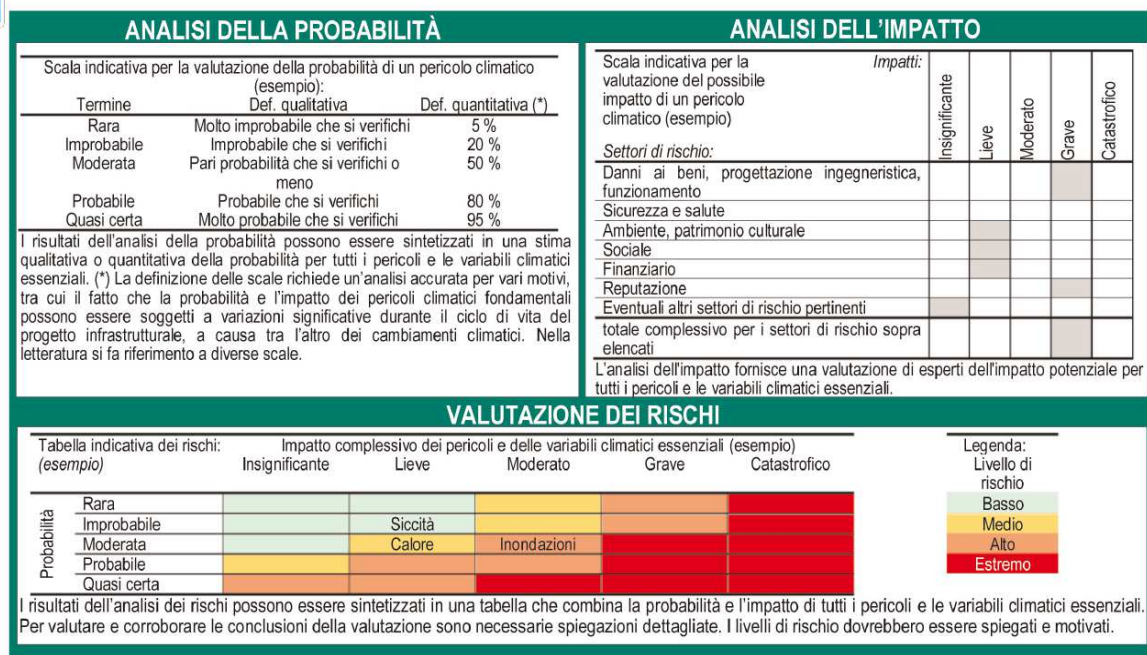 ANALISI DELLA PROBABILITÀ
Scala indicativa per la valutazione della probabilità di un pericolo climatico
(esempio):
Termine Def. qualitativa Def. quantitativa (*)
Rara Molto improbabile che si verifichi 5 %
Improbabile Improbabile che si verifichi 20 %
Moderata Pari probabilità che si verifichi o 50 %
meno
Probabile Probabile che si verifichi 80 %
Quasi certa Molto probabile che si verifichi 95 %
I risultati dell'analisi della probabilità possono essere sintetizzati in una stima
qualitativa o quantitativa della probabilità per tutti i pericoli e le variabili climatici
essenziali. (*) La definizione delle scale richiede un'analisi accurata per vari motivi,
tra cui il fatto che la probabilità e l'impatto dei pericoli climatici fondamentali
possono essere soggetti a variazioni significative durante il ciclo di vita del
progetto infrastrutturale, a causa tra l'altro dei cambiamenti climatici. Nella
letteratura si fa riferimento a diverse scale.
ANALISI DELL'IMPATTO
Scala indicativa per la Impatti:
valutazione del possibile
impatto di un pericolo
climatico (esempio)
Insignificante
Lieve
Moderato
Grave
Catastrofico
Settori di rischio:
Danni ai beni, progettazione ingegneristica,
funzionamento
Sicurezza e salute
Ambiente, patrimonio culturale
Sociale
Finanziario
Reputazione
Eventuali altri settori di rischio pertinenti
totale complessivo per i settori di rischio sopra
elencati
L'analisi dell'impatto fornisce una valutazione di esperti dell'impatto potenziale per
tutti i pericoli e le variabili climatici essenziali.
VALUTAZIONE DEI RISCHI
Tabella indicativa dei rischi: Impatto complessivo dei pericoli e delle variabili climatici essenziali (esempio)
(esempio) Insignificante Lieve Moderato Grave Catastrofico
Probabilità
Rara
Improbabile Siccità
Moderata Calore Inondazioni
Probabile
Quasi certa
Legenda:
Livello di
rischio
Basso
Medio
Alto
Estremo
I risultati dell'analisi dei rischi possono essere sintetizzati in una tabella che combina la probabilità e l'impatto di tutti i pericoli e le variabili climatici essenziali.
Per valutare e corroborare le conclusioni della valutazione sono necessarie spiegazioni dettagliate. I livelli di rischio dovrebbero essere spiegati e motivati.